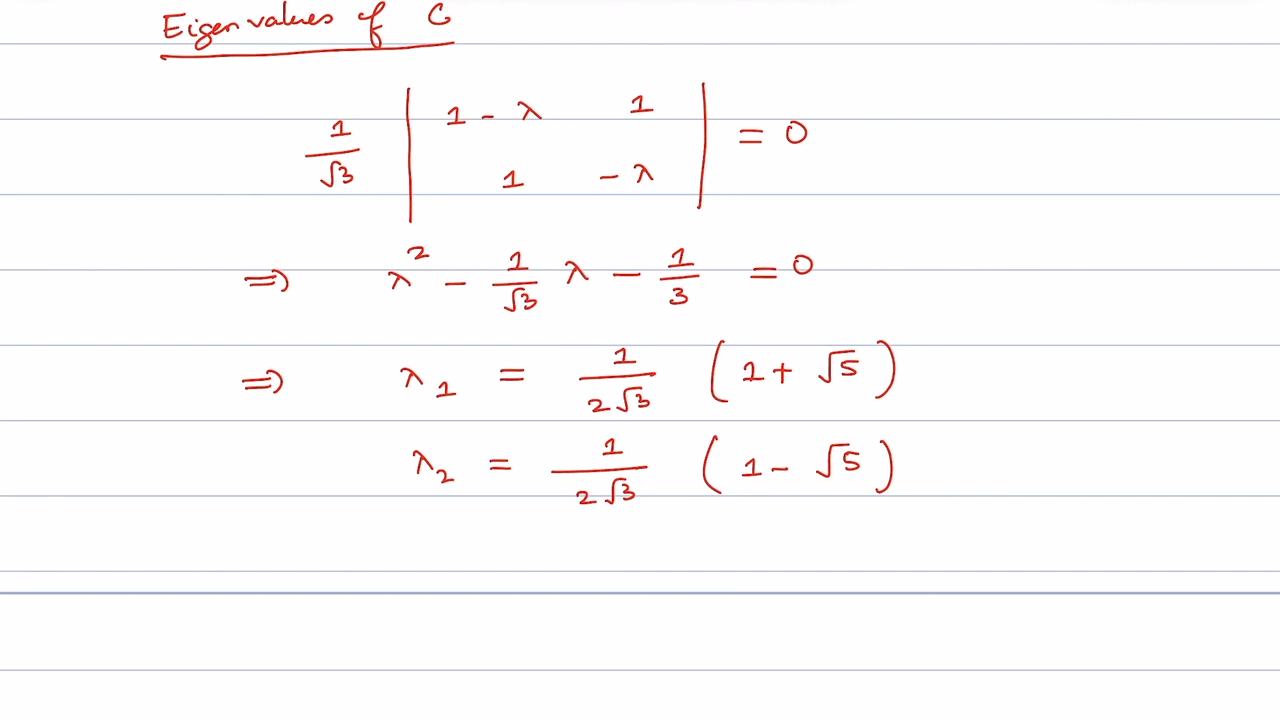 Eigenvalues of C
1/√3 | 1 - λ 1 ; 1 - λ | = 0
⇒ λ² - 1/√3 λ - 1/3 = 0
⇒ λ₁ = 1/2√3 (1 + √5)
λ₂ = 1/2√3 (1 - √5)